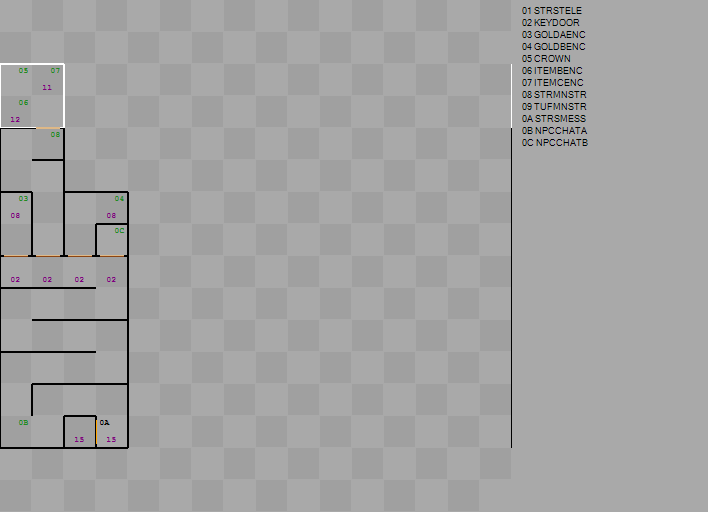 01 STRSTELE
02 KEYDOOR
03 GOLDAENC
04 GOLDBENC
05 CROWN
06 ITEMBENC
07 ITEMCENC
08 STRMNSTR
09 TUFMNSTR
0A STRSMESS
0B NPCCHATA
0C NPCCHATB
05 07
11
06
12
08
03 04
08 08
0C
02 02 02 02
0B 0A
15 15